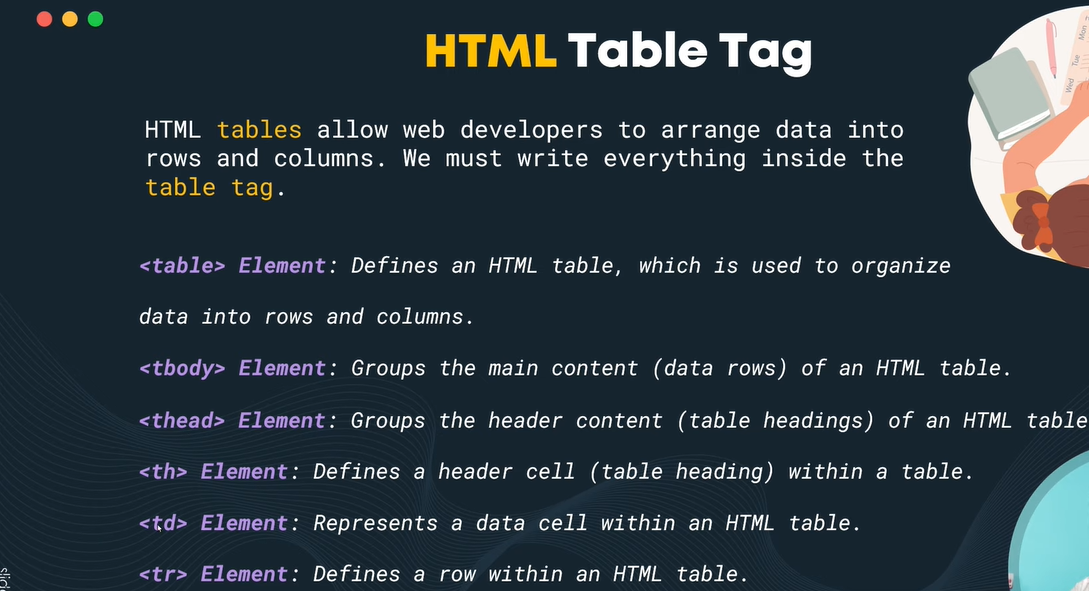 HTML Table Tag
HTML tables allow web developers to arrange data into
rows and columns. We must write everything inside the
table tag.
<table> Element: Defines an HTML table, which is used to organize
data into rows and columns.
<tbody> Element: Groups the main content (data rows) of an HTML table.
<thead> Element: Groups the header content (table headings) of an HTML table
<th> Element: Defines a header cell (table heading) within a table.
<td> Element: Represents a data cell within an HTML table.
<tr> Element: Defines a row within an HTML table.
Mon
Tue
Wed